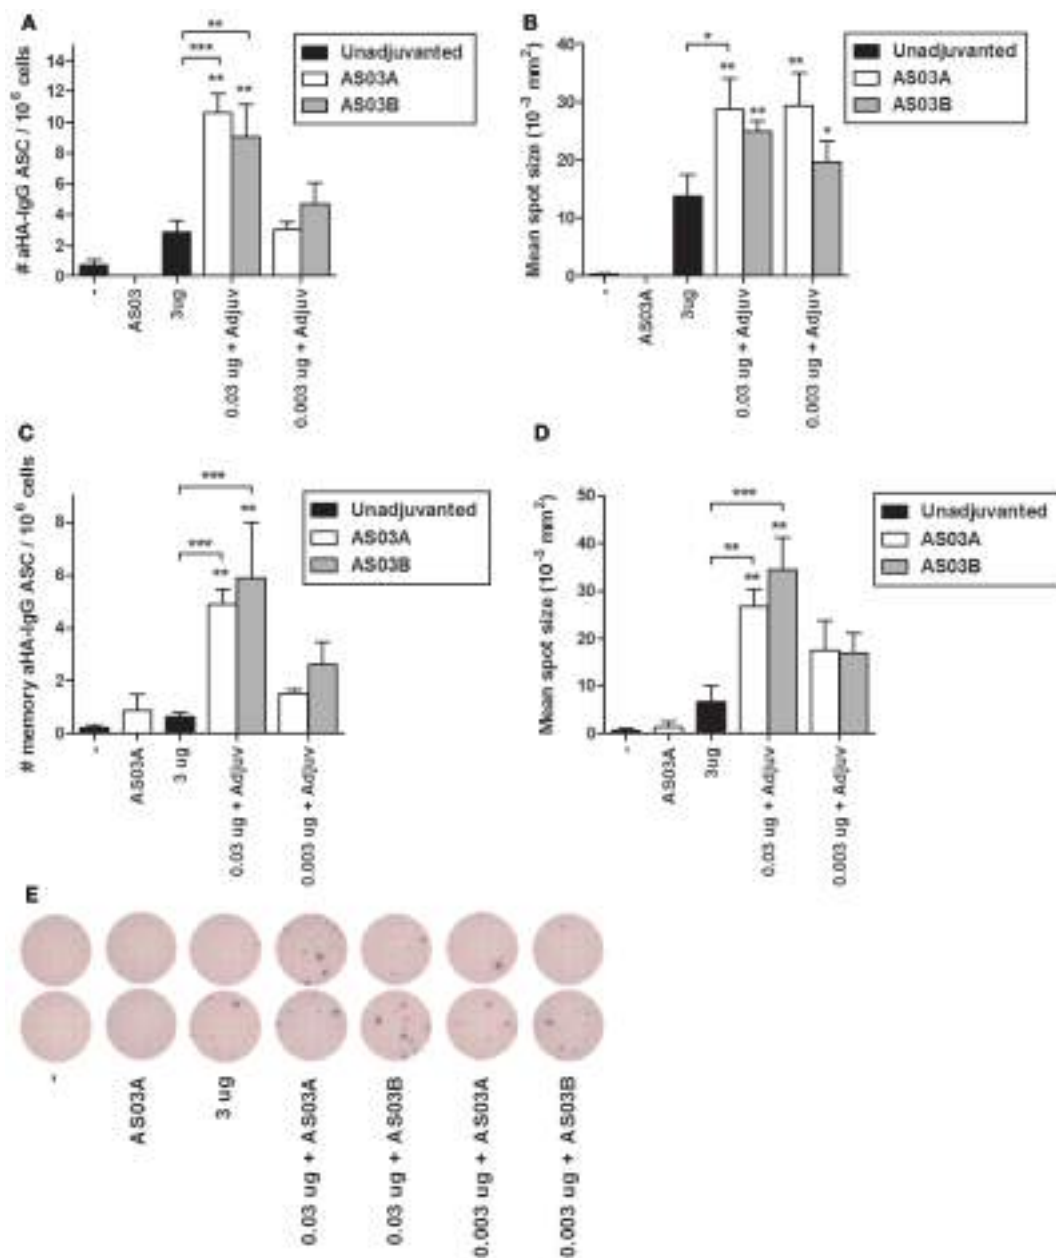 A
# aHA-IgG ASC / 10⁶ cells
14
12
10
8
6
4
2
0
***
**
**
**
Unadjuvanted
AS03A
AS03B
-
AS03
3ug
0.03 ug + Adjuv
0.003 ug + Adjuv
B
Mean spot size (10⁻³ mm²)
40
30
20
10
0
*
**
**
**
*
Unadjuvanted
AS03A
AS03B
-
AS03A
3ug
0.03 ug + Adjuv
0.003 ug + Adjuv
C
# memory aHA-IgG ASC / 10⁶ cells
8
6
4
2
0
***
***
**
**
Unadjuvanted
AS03A
AS03B
-
AS03A
3 ug
0.03 ug + Adjuv
0.003 ug + Adjuv
D
Mean spot size (10⁻³ mm²)
50
40
30
20
10
0
***
**
**
**
Unadjuvanted
AS03A
AS03B
-
AS03A
3ug
0.03 ug + Adjuv
0.003 ug + Adjuv
E
-
AS03A
3 ug
0.03 ug + AS03A
0.03 ug + AS03B
0.003 ug + AS03A
0.003 ug + AS03B